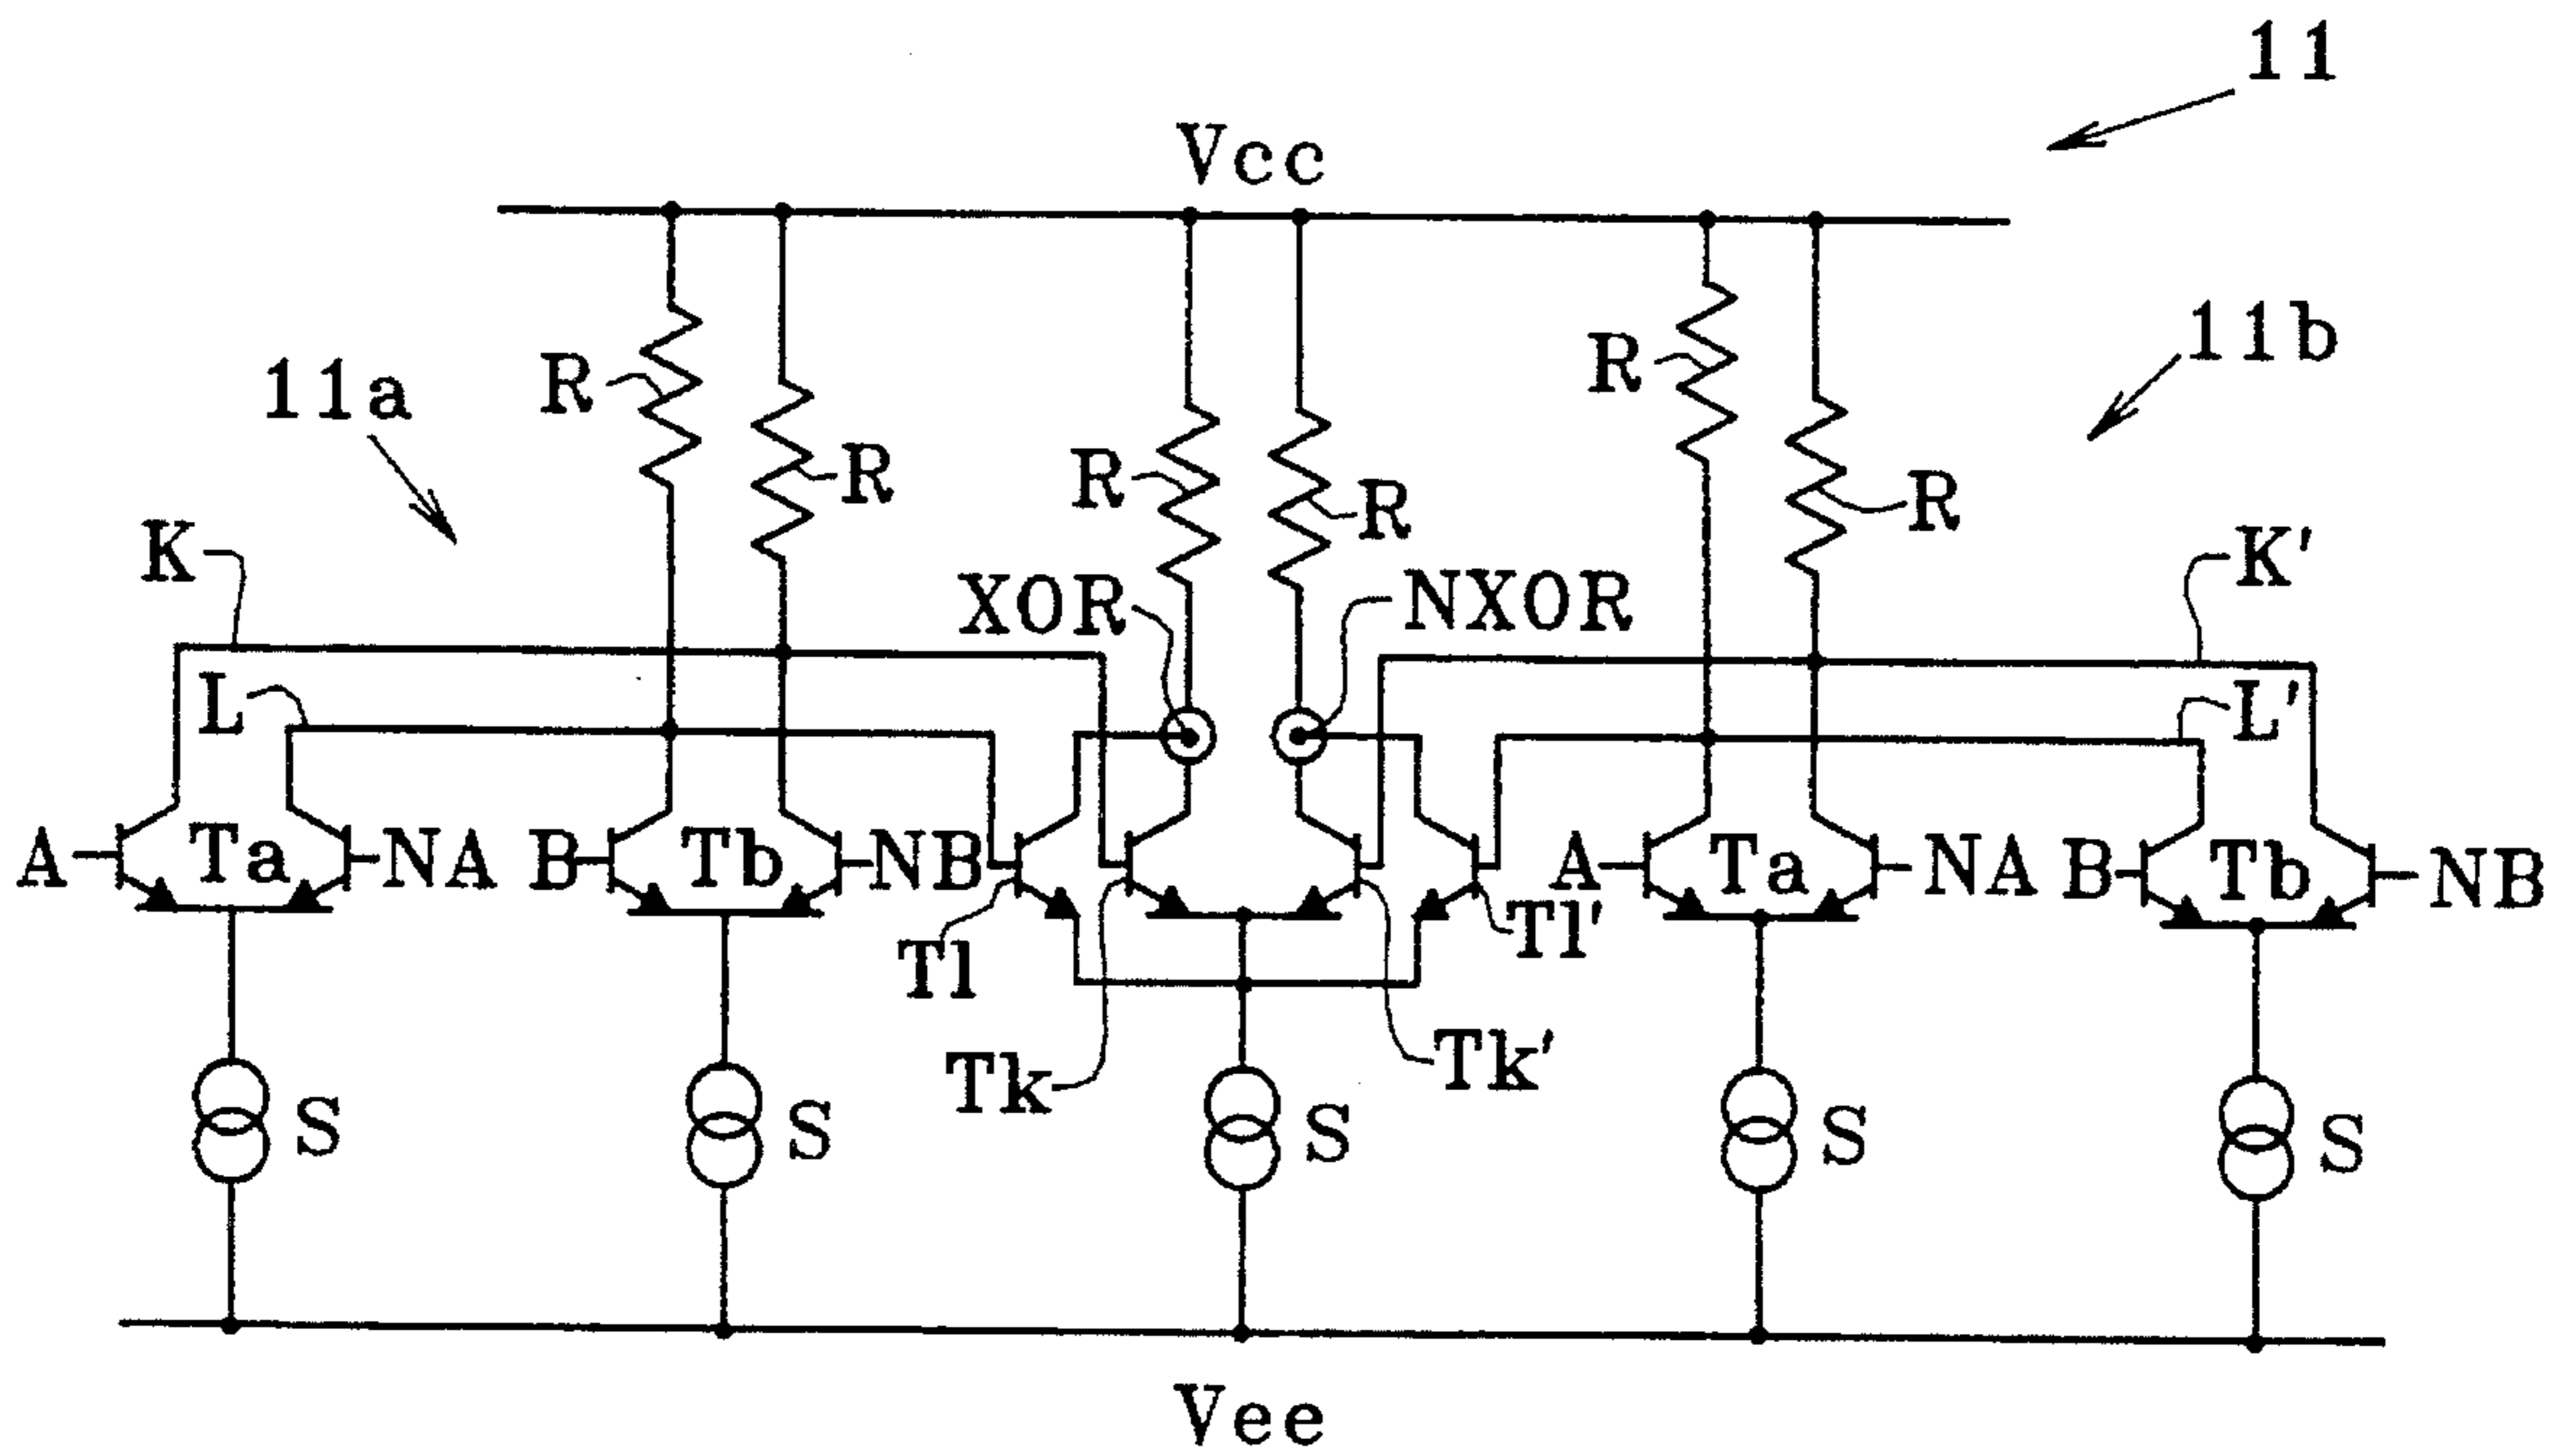 11
Vcc
11b
R
11a
R
R
R
R
R
K
XOR
NXOR
K'
L
L'
A
Ta
NA
B
Tb
NB
A
Ta
NA
B
Tb
NB
Tl
Tl'
Tk
Tk'
S
S
S
S
S
Vee